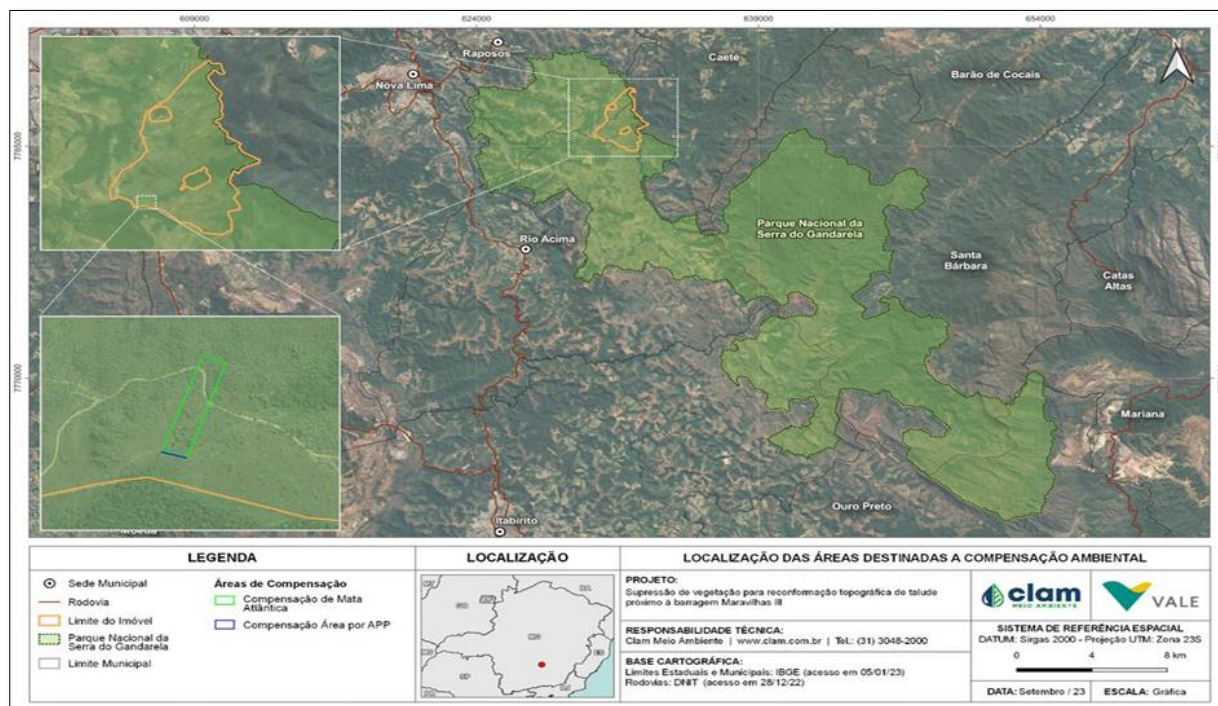 609000
624000
639000
654000
7785000
7770000
N
Raposos
Nova Lima
Caeté
Barão de Cocais
Parque Nacional da
Serra do Gandarela
Rio Acima
Santa
Bárbara
Catas
Altas
Mariana
Ouro Preto
Itabirito
LEGENDA
Sede Municipal
Rodovia
Limite do Imóvel
Parque Nacional da
Serra do Gandarela
Limite Municipal
Áreas de Compensação
Compensação de Mata
Atlântica
Compensação Área por APP
LOCALIZAÇÃO
BA
MG
ES
SP
RJ
LOCALIZAÇÃO DAS ÁREAS DESTINADAS A COMPENSAÇÃO AMBIENTAL
PROJETO:
Supressão de vegetação para reconformação topográfica de talude
próximo à barragem Maravilhas III
RESPONSABILIDADE TÉCNICA:
Clam Meio Ambiente | www.clam.com.br | Tel.: (31) 3048-2000
BASE CARTOGRÁFICA:
Limites Estaduais e Municipais: IBGE (acesso em 05/01/23)
Rodovias: DNIT (acesso em 28/12/22)
clam
MEIO AMBIENTE
VALE
SISTEMA DE REFERÊNCIA ESPACIAL
DATUM: Sirgas 2000 - Projeção UTM: Zona 23S
0 4 8 km
DATA: Setembro / 23
ESCALA: Gráfica